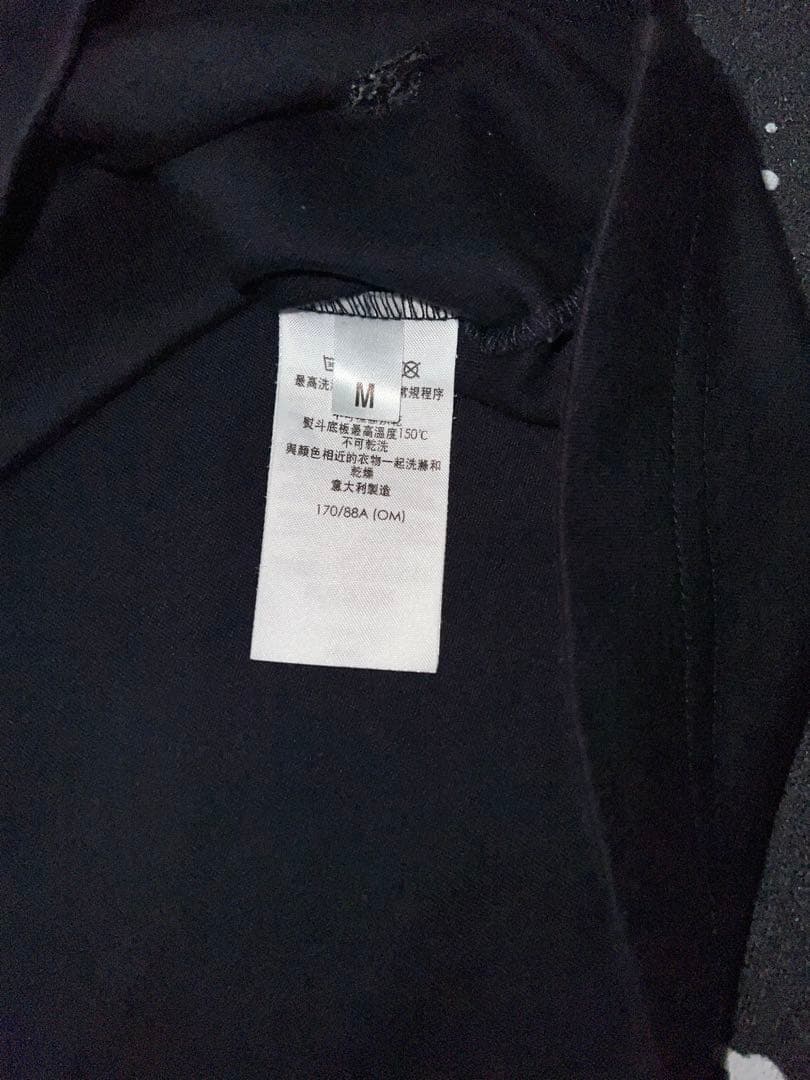 M
最高洗 常規程序
熨斗底板最高溫度150℃
不可乾洗
與顏色相近的衣物一起洗滌和
乾燥
意大利製造
170/88A (OM)